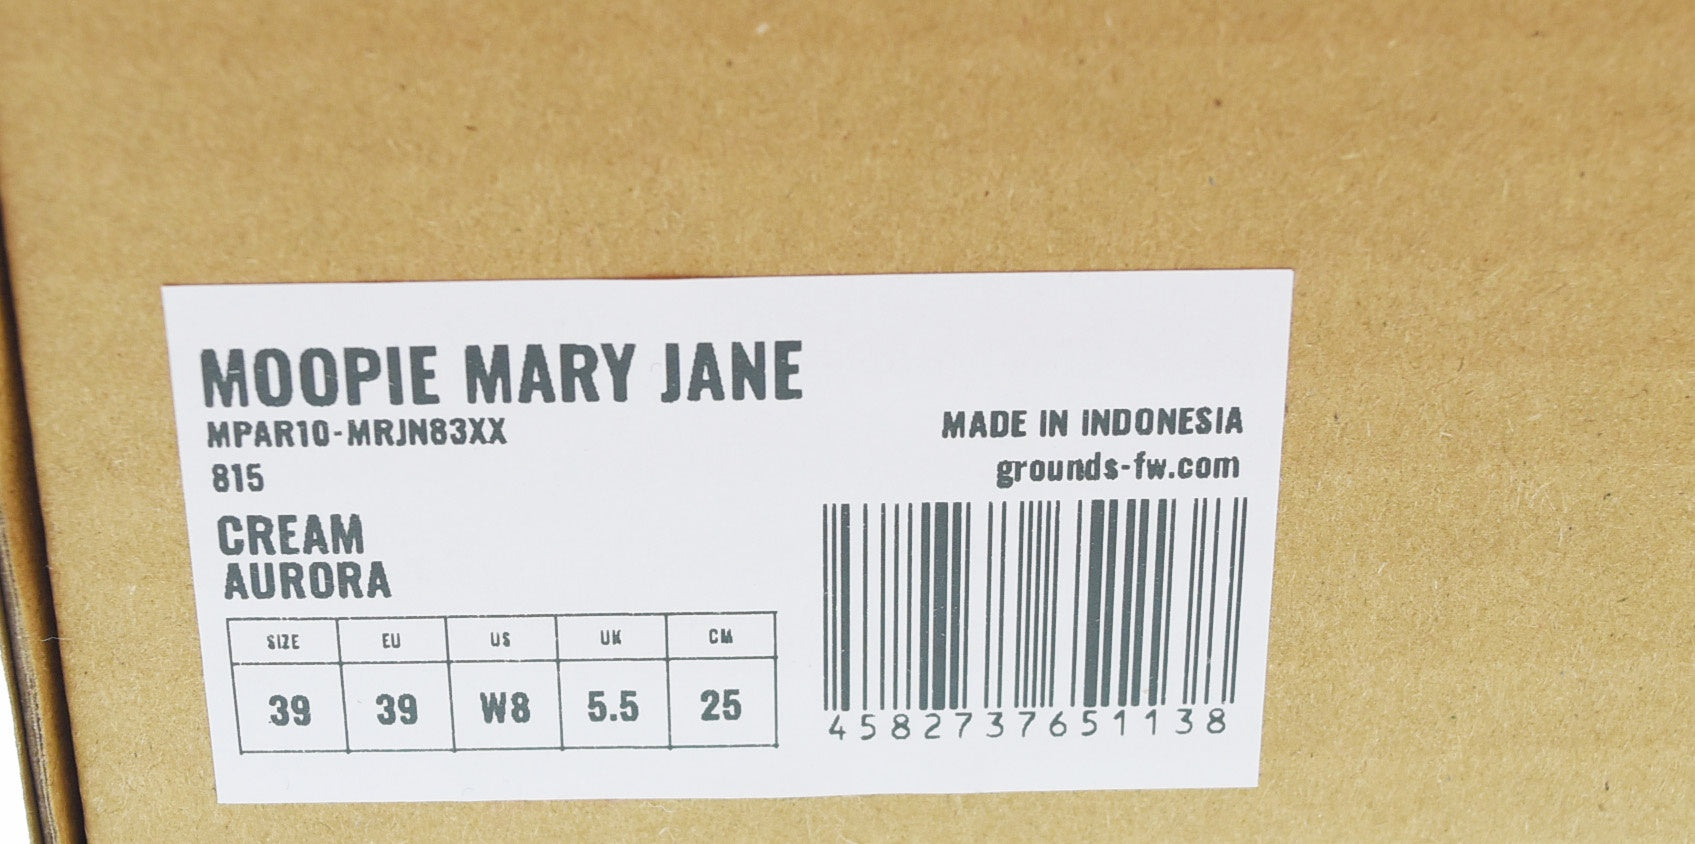 MOOPIE MARY JANE
MPAR10-MRJN83XX
815
CREAM
AURORA
MADE IN INDONESIA
grounds-fw.com
SIZE EU US UK CM
39 39 W8 5.5 25
4582737651138